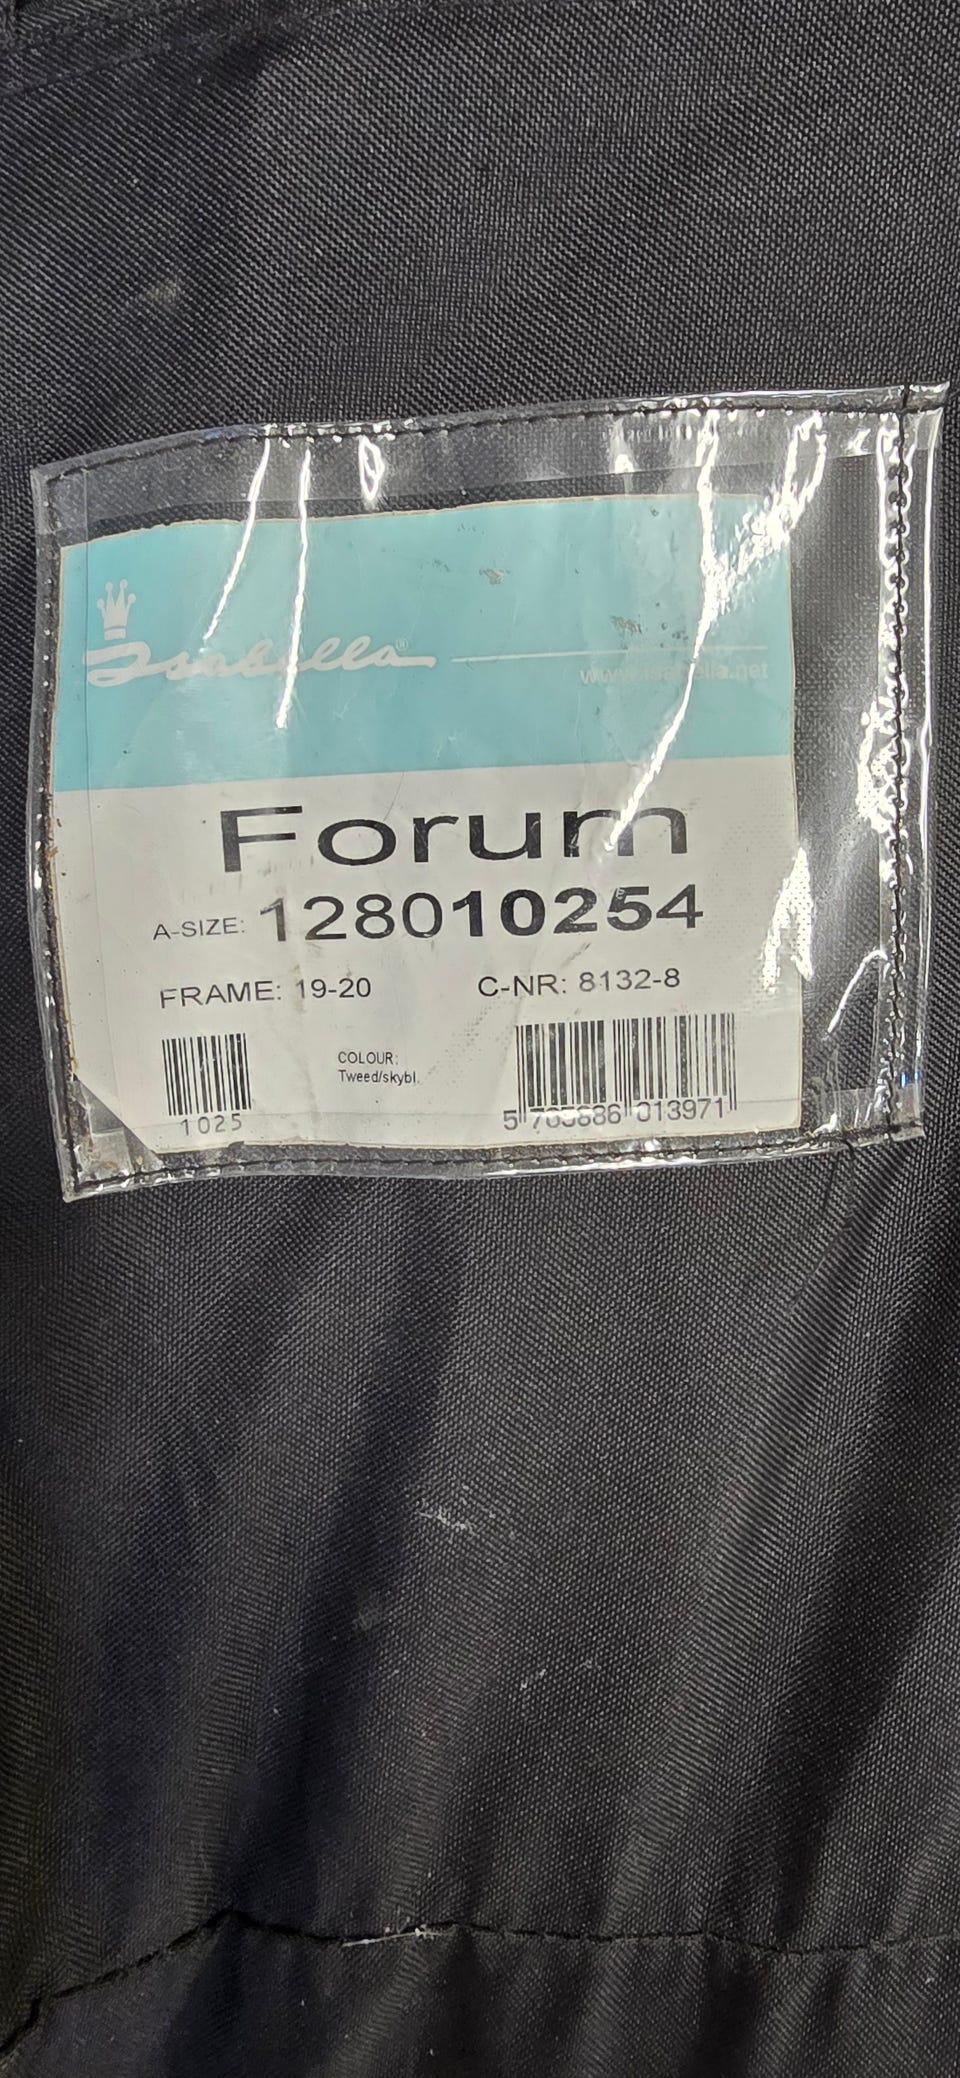 Isabella®
www.isabella.net
Forum
A-SIZE: 128010254
FRAME: 19-20 C-NR: 8132-8
COLOUR:
Tweed/skybl.
1025
5 705886 013971